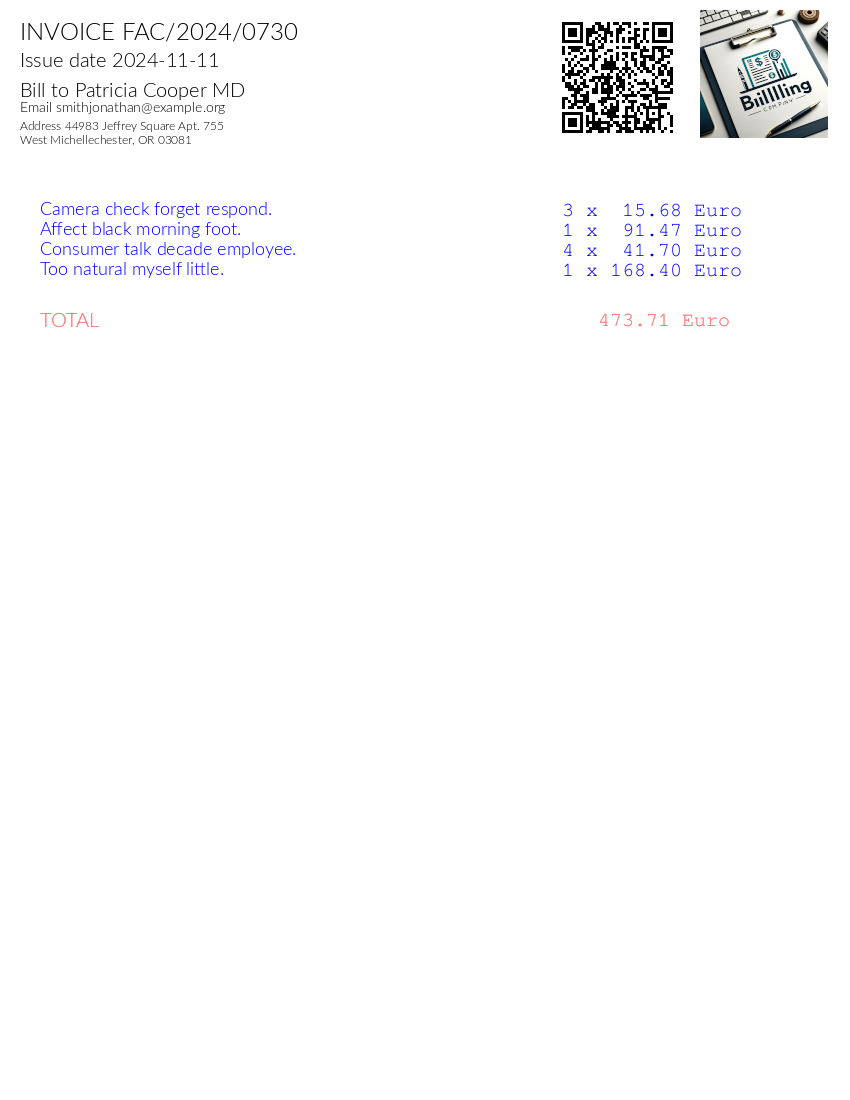 INVOICE FAC/2024/0730
Issue date 2024-11-11
Bill to Patricia Cooper MD
Email smithjonathan@example.org
Address 44983 Jeffrey Square Apt. 755
West Michellechester, OR 03081
Biillling
COMPANY
Camera check forget respond. 3 x 15.68 Euro
Affect black morning foot. 1 x 91.47 Euro
Consumer talk decade employee. 4 x 41.70 Euro
Too natural myself little. 1 x 168.40 Euro
TOTAL 473.71 Euro